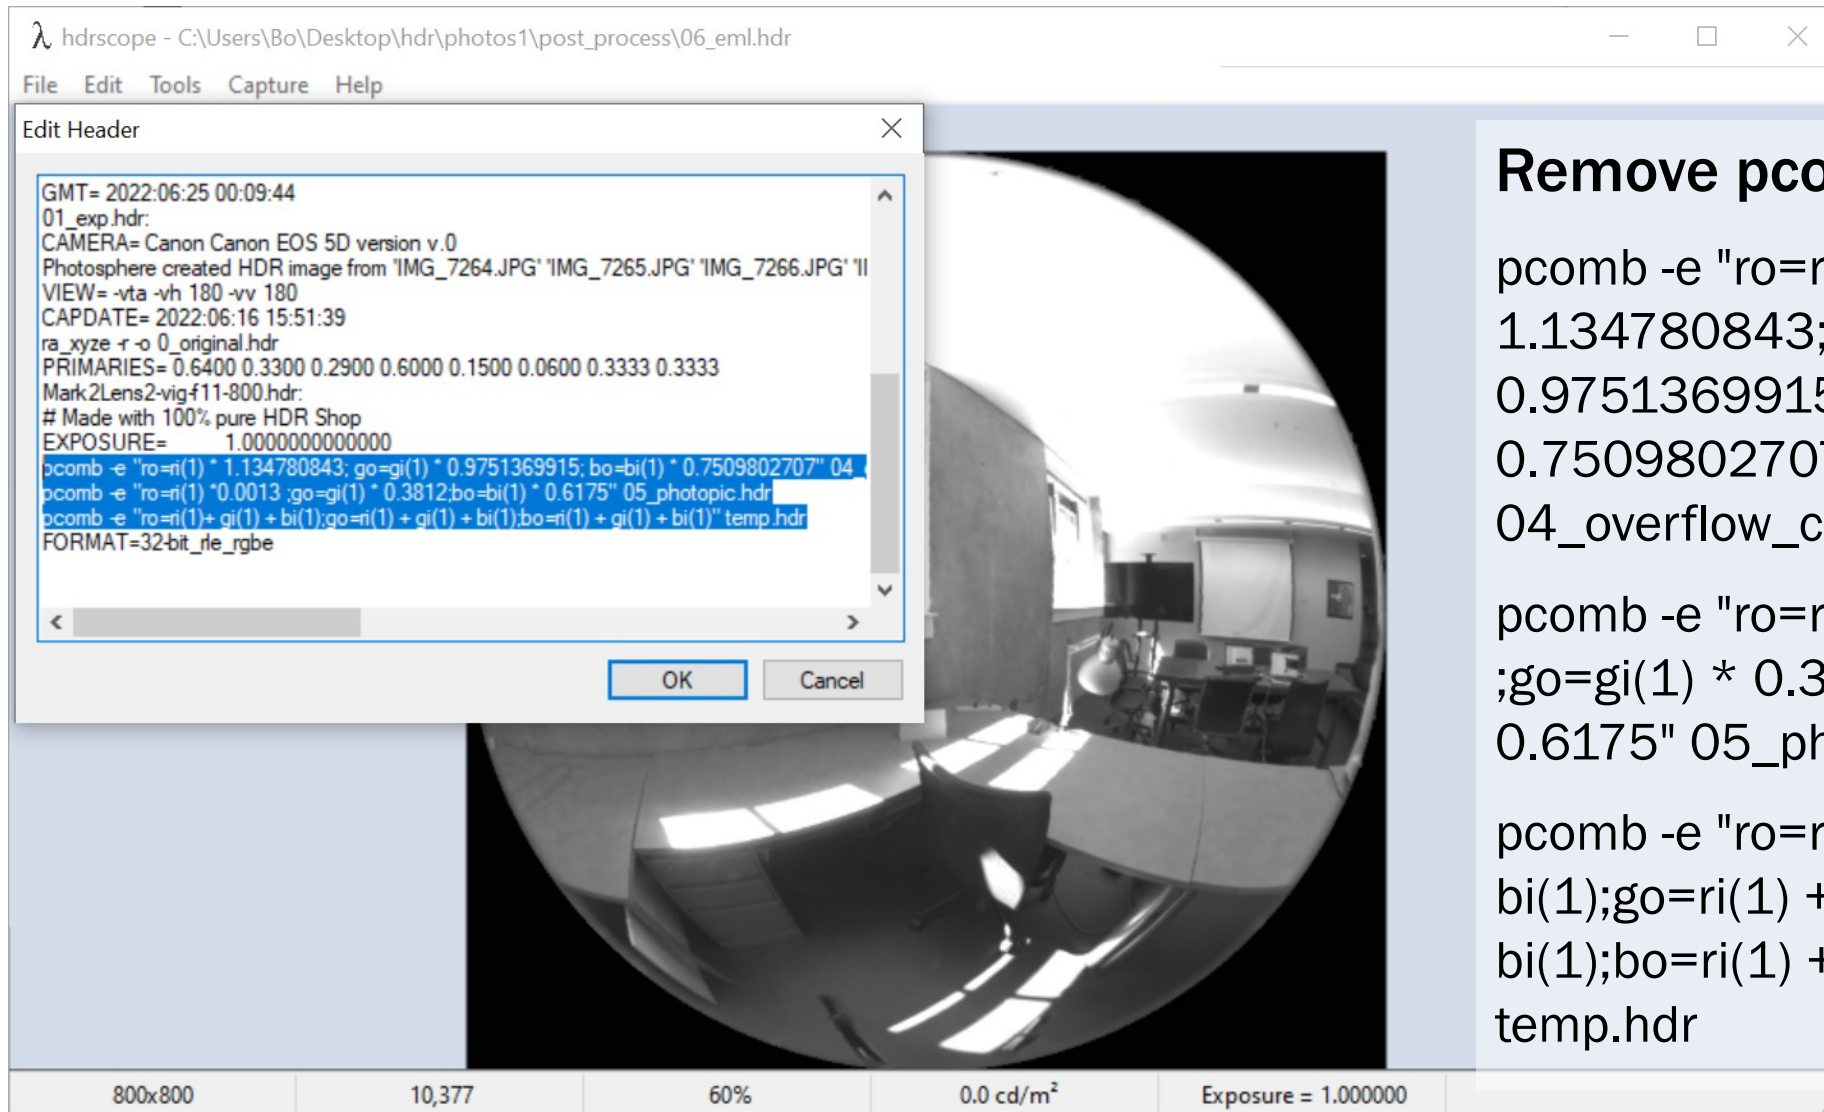 λ hdrscope - C:\Users\Bo\Desktop\hdr\photos1\post_process\06_eml.hdr
File Edit Tools Capture Help
Edit Header
GMT= 2022:06:25 00:09:44
01_exp.hdr:
CAMERA= Canon Canon EOS 5D version v.0
Photosphere created HDR image from 'IMG_7264.JPG' 'IMG_7265.JPG' 'IMG_7266.JPG'
VIEW= -vta -vh 180 -vv 180
CAPDATE= 2022:06:16 15:51:39
ra_xyze -r -o 0_original.hdr
PRIMARIES= 0.6400 0.3300 0.2900 0.6000 0.1500 0.0600 0.3333 0.3333
Mark2Lens2-vig-f11-800.hdr:
# Made with 100% pure HDR Shop
EXPOSURE= 1.0000000000000
pcomb -e "ro=ri(1) * 1.134780843; go=gi(1) * 0.9751369915; bo=bi(1) * 0.7509802707" 04_
pcomb -e "ro=ri(1) *0.0013 ;go=gi(1) * 0.3812;bo=bi(1) * 0.6175" 05_photopic.hdr
pcomb -e "ro=ri(1)+ gi(1) + bi(1);go=ri(1) + gi(1) + bi(1);bo=ri(1) + gi(1) + bi(1)" temp.hdr
FORMAT=32-bit_rle_rgbe
OK Cancel
Remove pco
pcomb -e "ro=r
1.134780843;
0.9751369915
0.7509802707
04_overflow_c
pcomb -e "ro=r
;go=gi(1) * 0.3
0.6175" 05_ph
pcomb -e "ro=r
bi(1);go=ri(1) +
bi(1);bo=ri(1) +
temp.hdr
800x800 10,377 60% 0.0 cd/m² Exposure = 1.000000